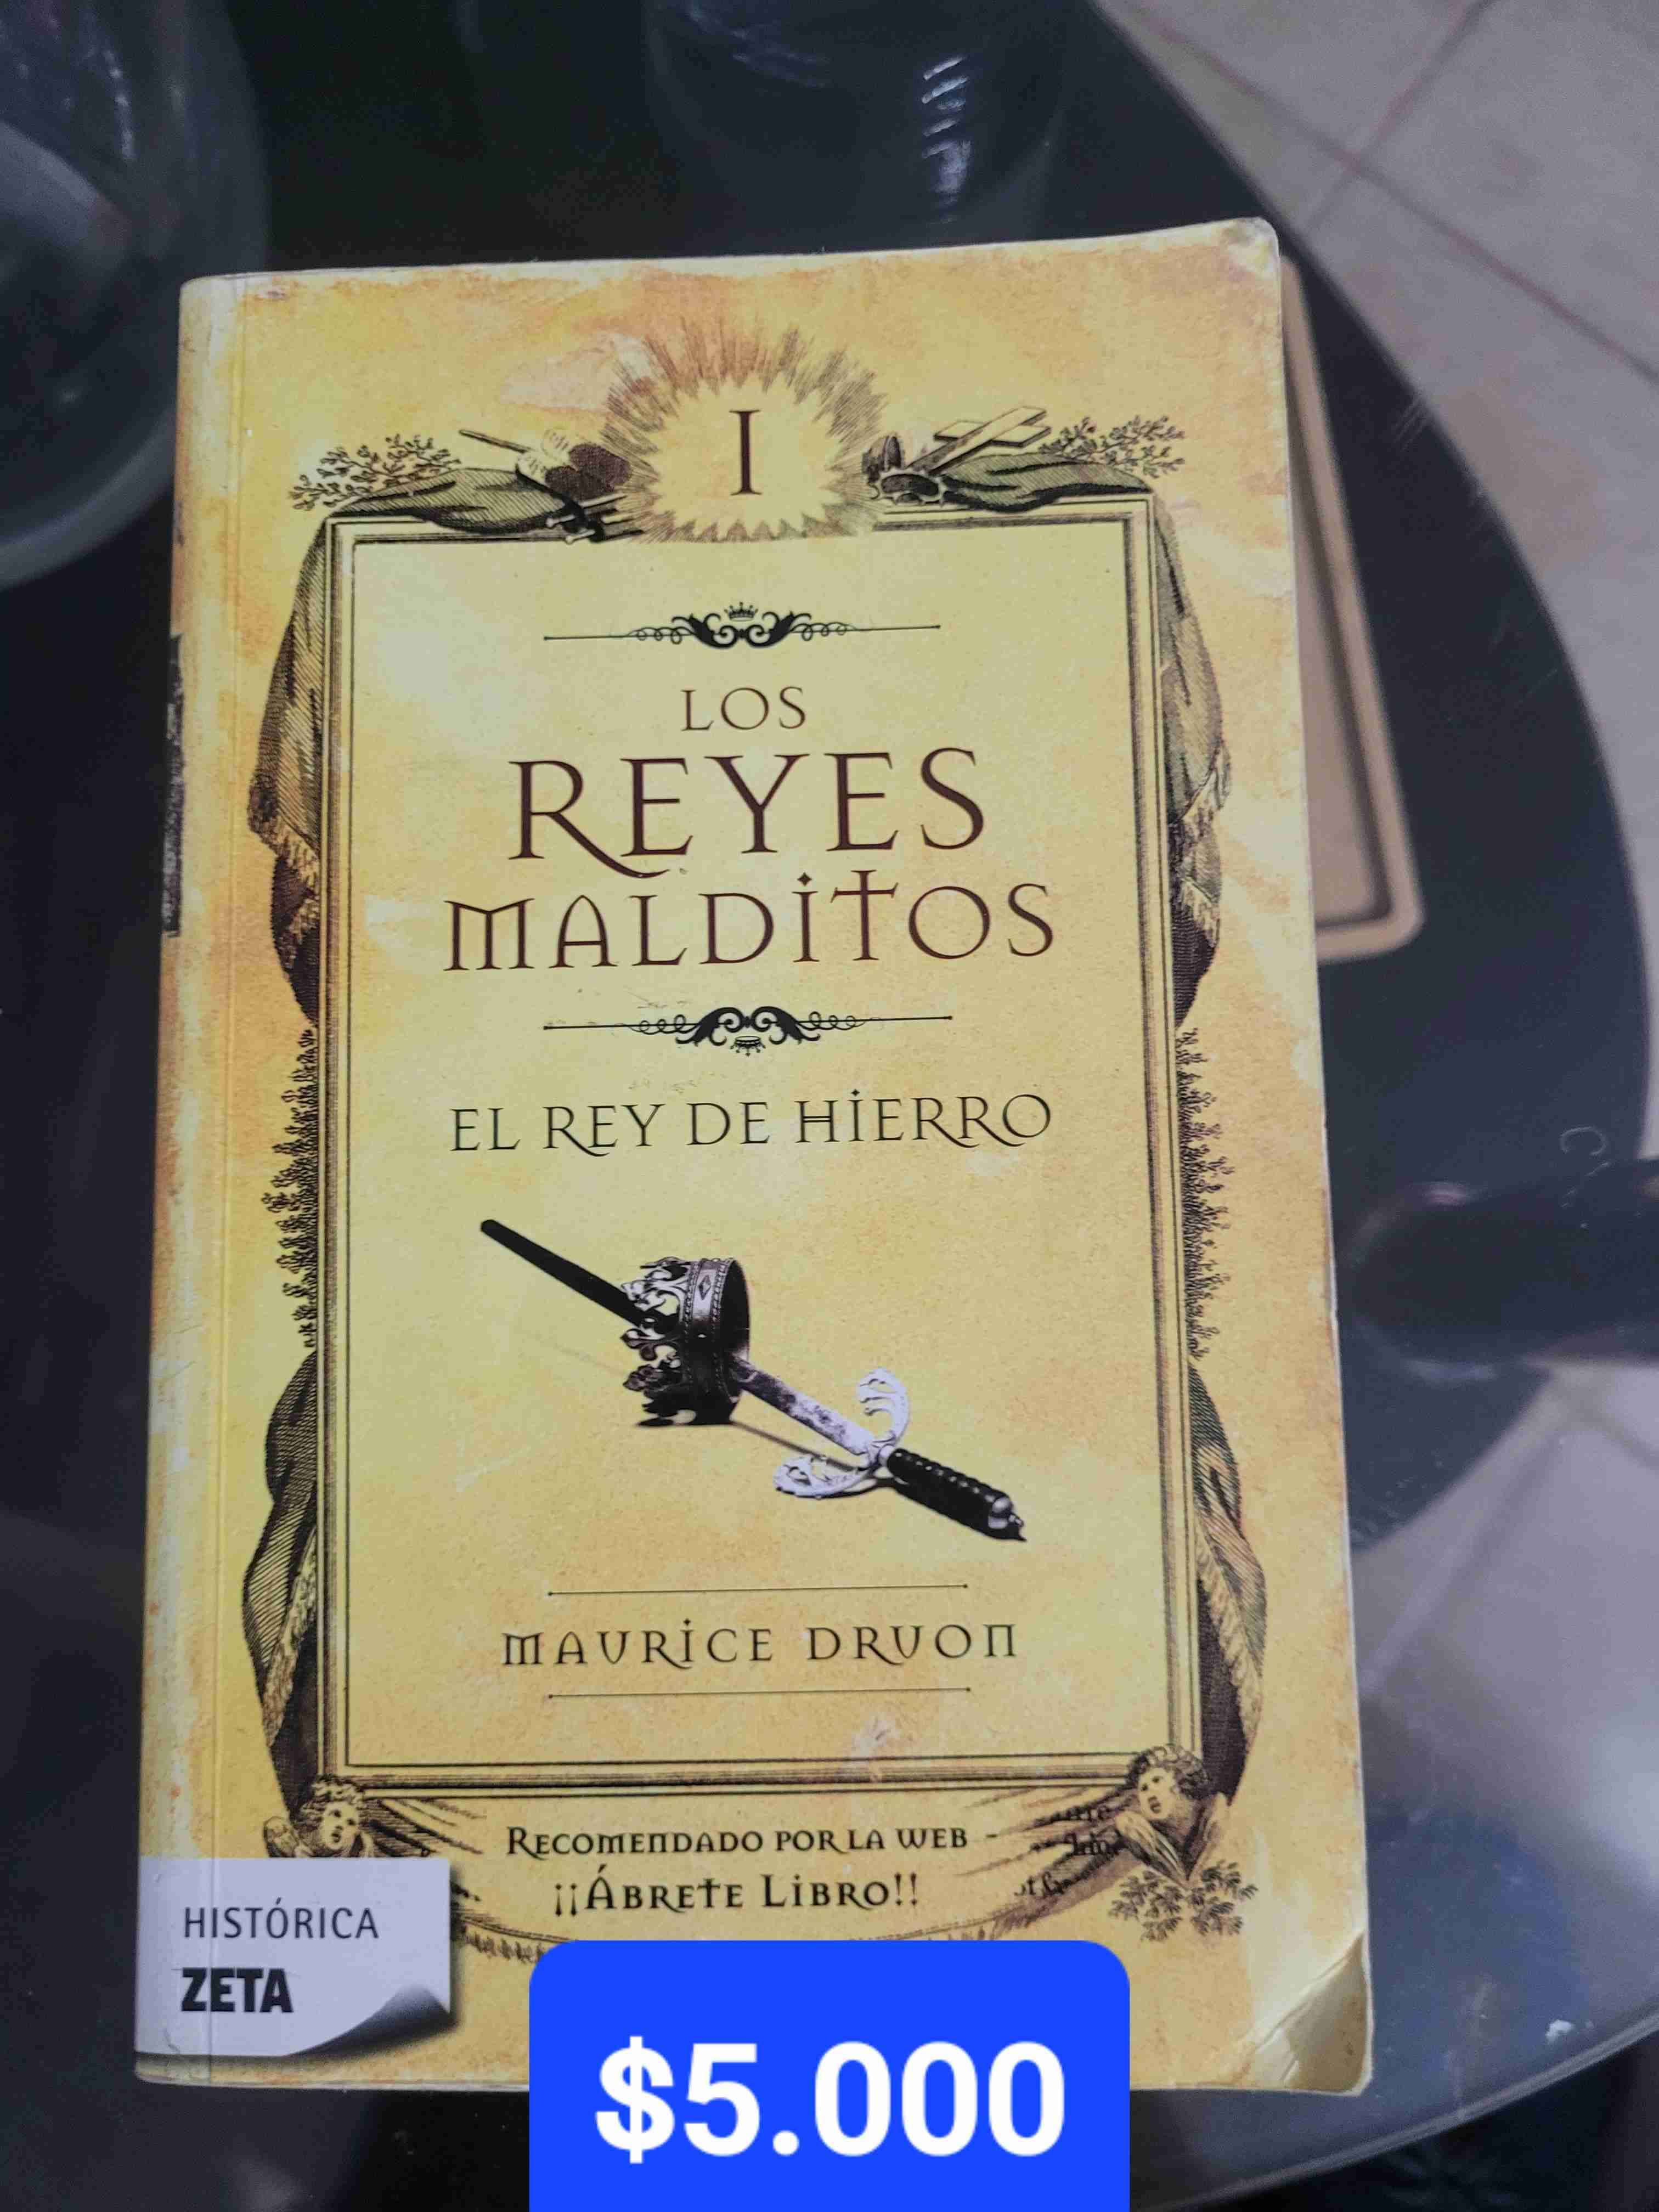 I
LOS
REYES
MALDITOS
EL REY DE HIERRO
MAURICE DRUON
RECOMENDADO POR LA WEB -
¡¡ÁBRETE LIBRO!!
HISTÓRICA
ZETA
$5.000